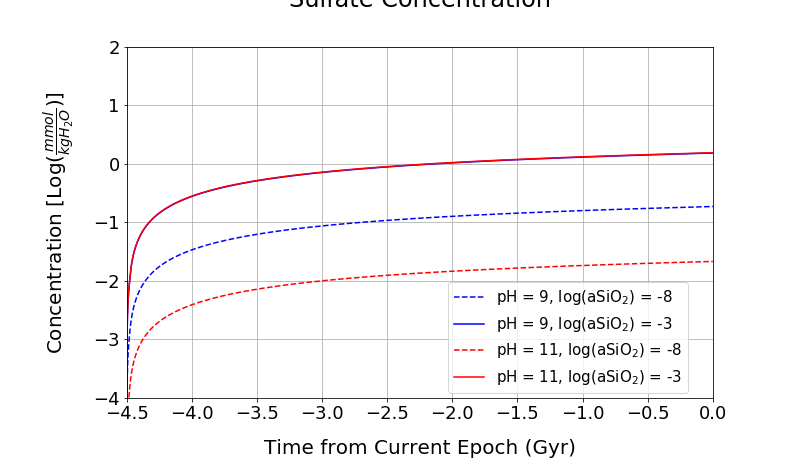 Sulfate Concentration
Concentration [Log(mmol/kgH₂O)]
2
1
0
−1
−2
−3
−4
−4.5 −4.0 −3.5 −3.0 −2.5 −2.0 −1.5 −1.0 −0.5 0.0
Time from Current Epoch (Gyr)
pH = 9, log(aSiO₂) = -8
pH = 9, log(aSiO₂) = -3
pH = 11, log(aSiO₂) = -8
pH = 11, log(aSiO₂) = -3